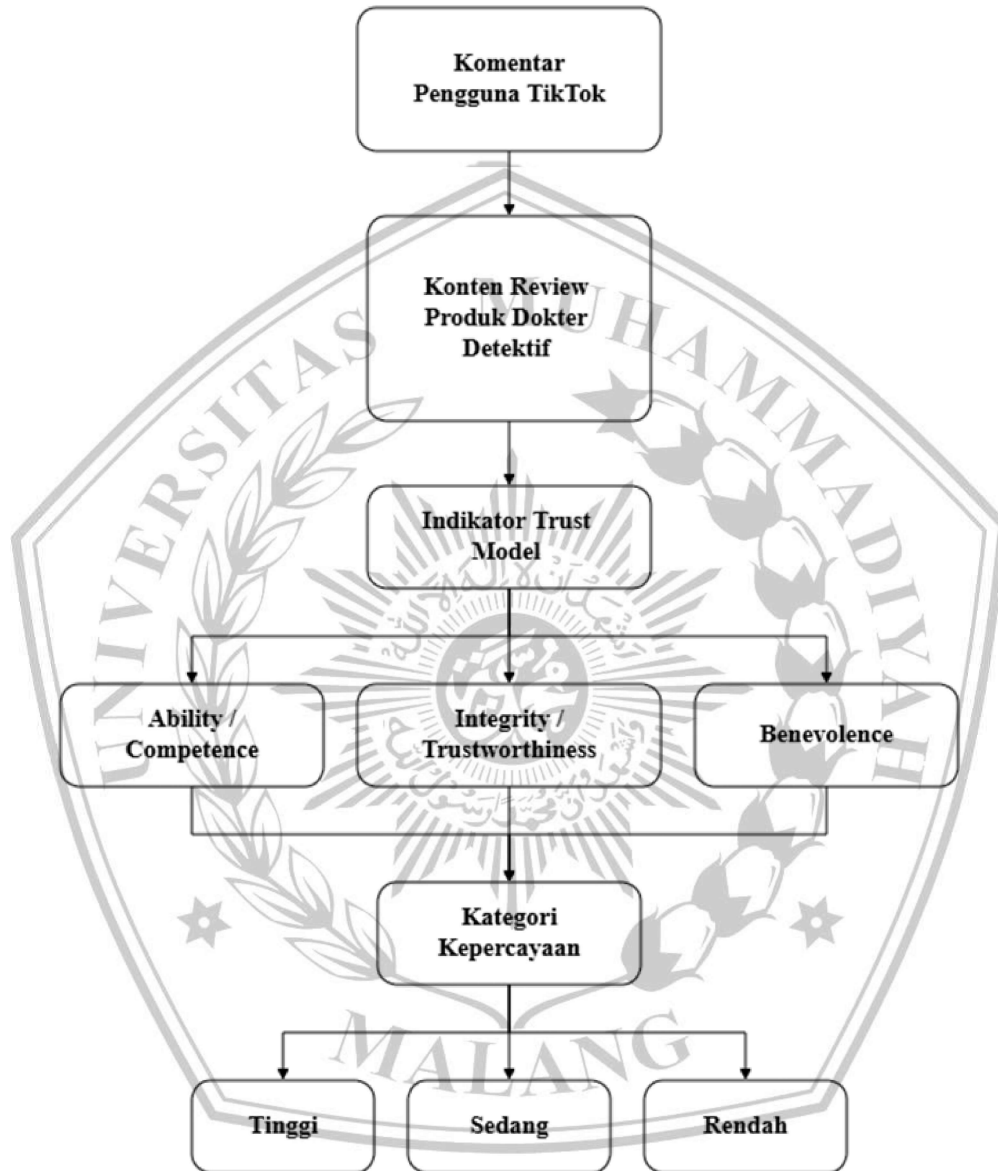 Komentar
Pengguna TikTok
Konten Review
Produk Dokter
Detektif
Indikator Trust
Model
Ability /
Competence
Integrity /
Trustworthiness
Benevolence
Kategori
Kepercayaan
Tinggi
Sedang
Rendah
UNIVERSITAS MUHAMMADIYAH
MALANG